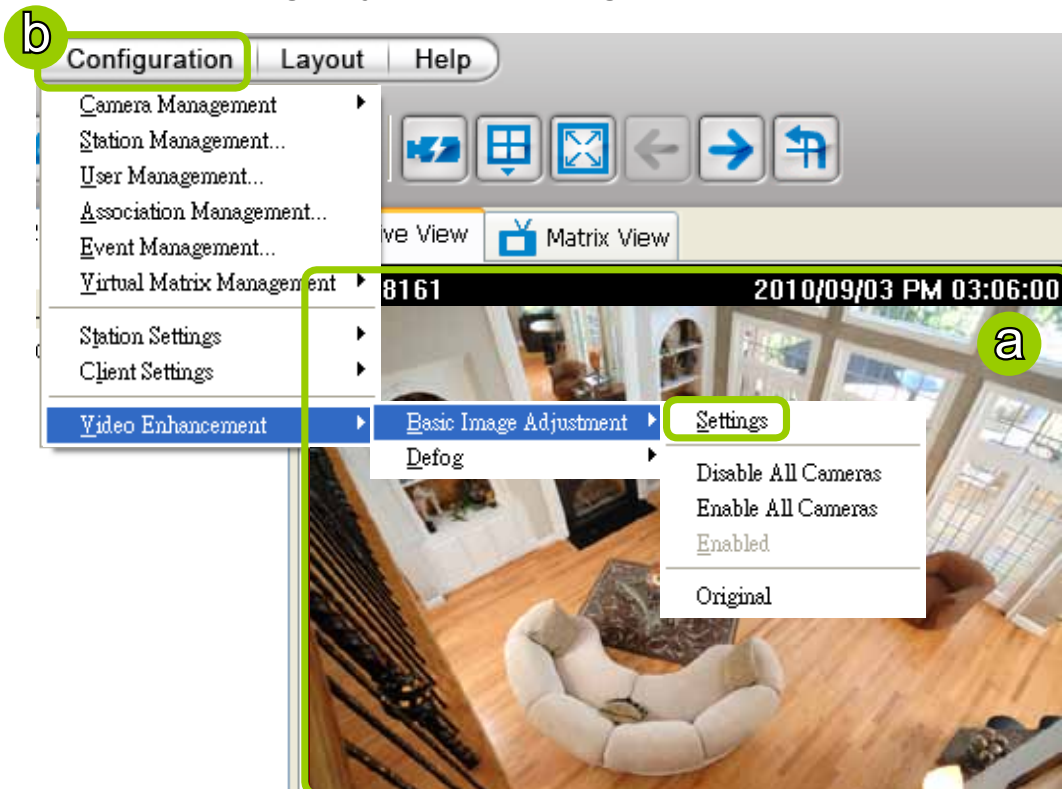 b
Configuration Layout Help
Camera Management
Station Management...
User Management...
Association Management...
Event Management...
Virtual Matrix Management
Station Settings
Client Settings
Video Enhancement
ve View
Matrix View
8161 2010/09/03 PM 03:06:00
a
Basic Image Adjustment
Defog
Settings
Disable All Cameras
Enable All Cameras
Enabled
Original